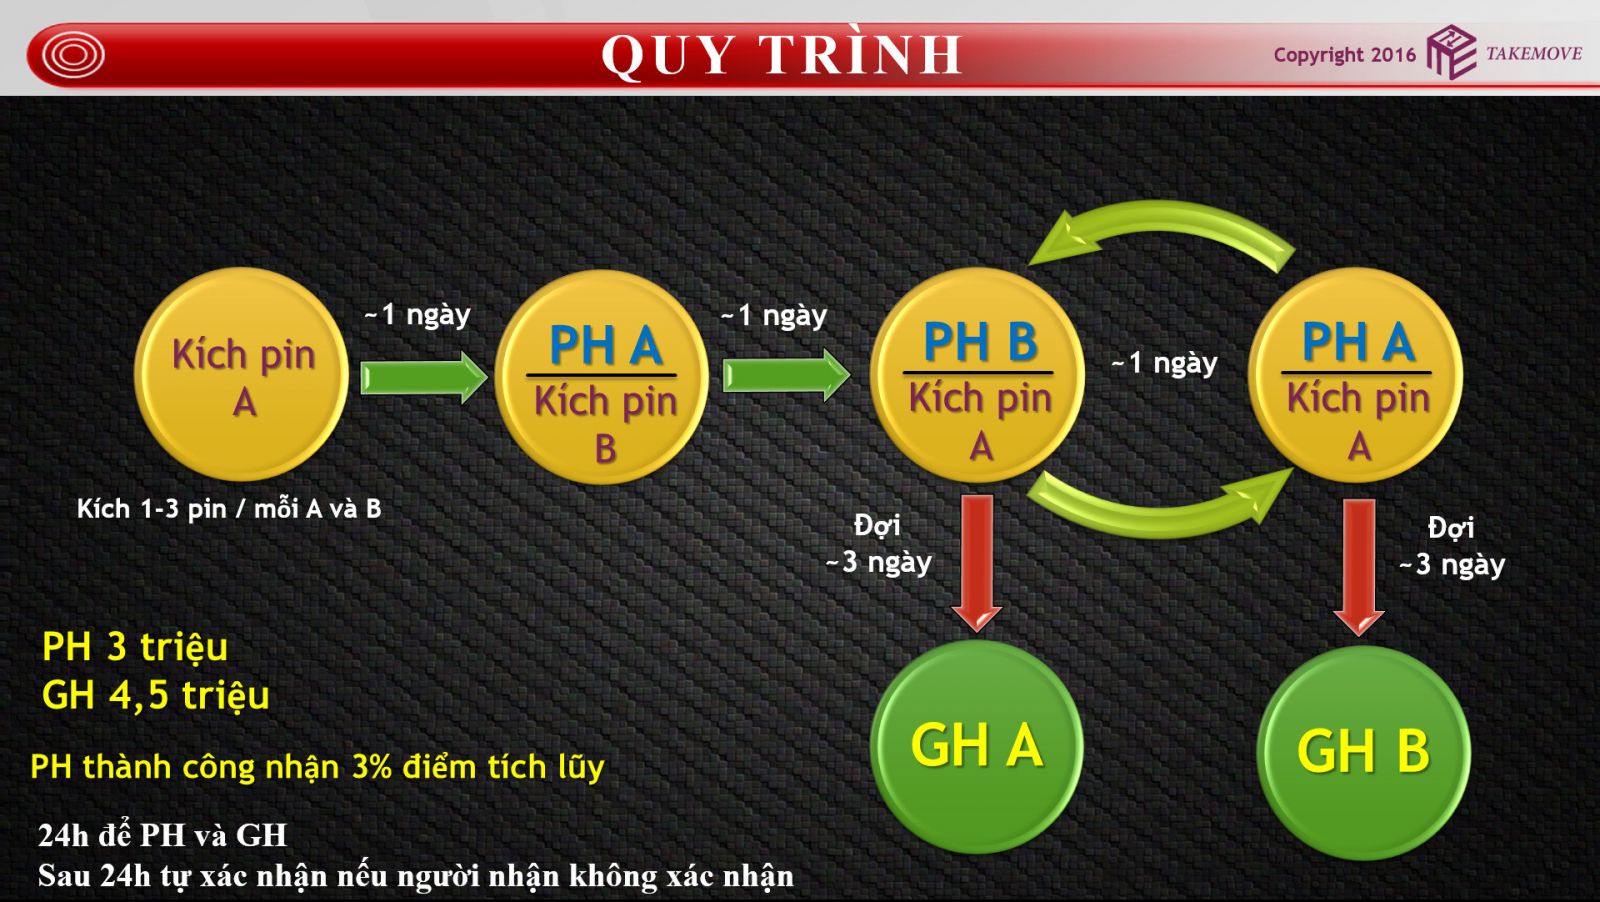 QUY TRÌNH
Copyright 2016
TAKEMOVE
Kích pin
A
~1 ngày
PH A
Kích pin
B
~1 ngày
PH B
Kích pin
A
~1 ngày
PH A
Kích pin
A
Kích 1-3 pin / mỗi A và B
Đợi
~3 ngày
Đợi
~3 ngày
PH 3 triệu
GH 4,5 triệu
GH A
GH B
PH thành công nhận 3% điểm tích lũy
24h để PH và GH
Sau 24h tự xác nhận nếu người nhận không xác nhận